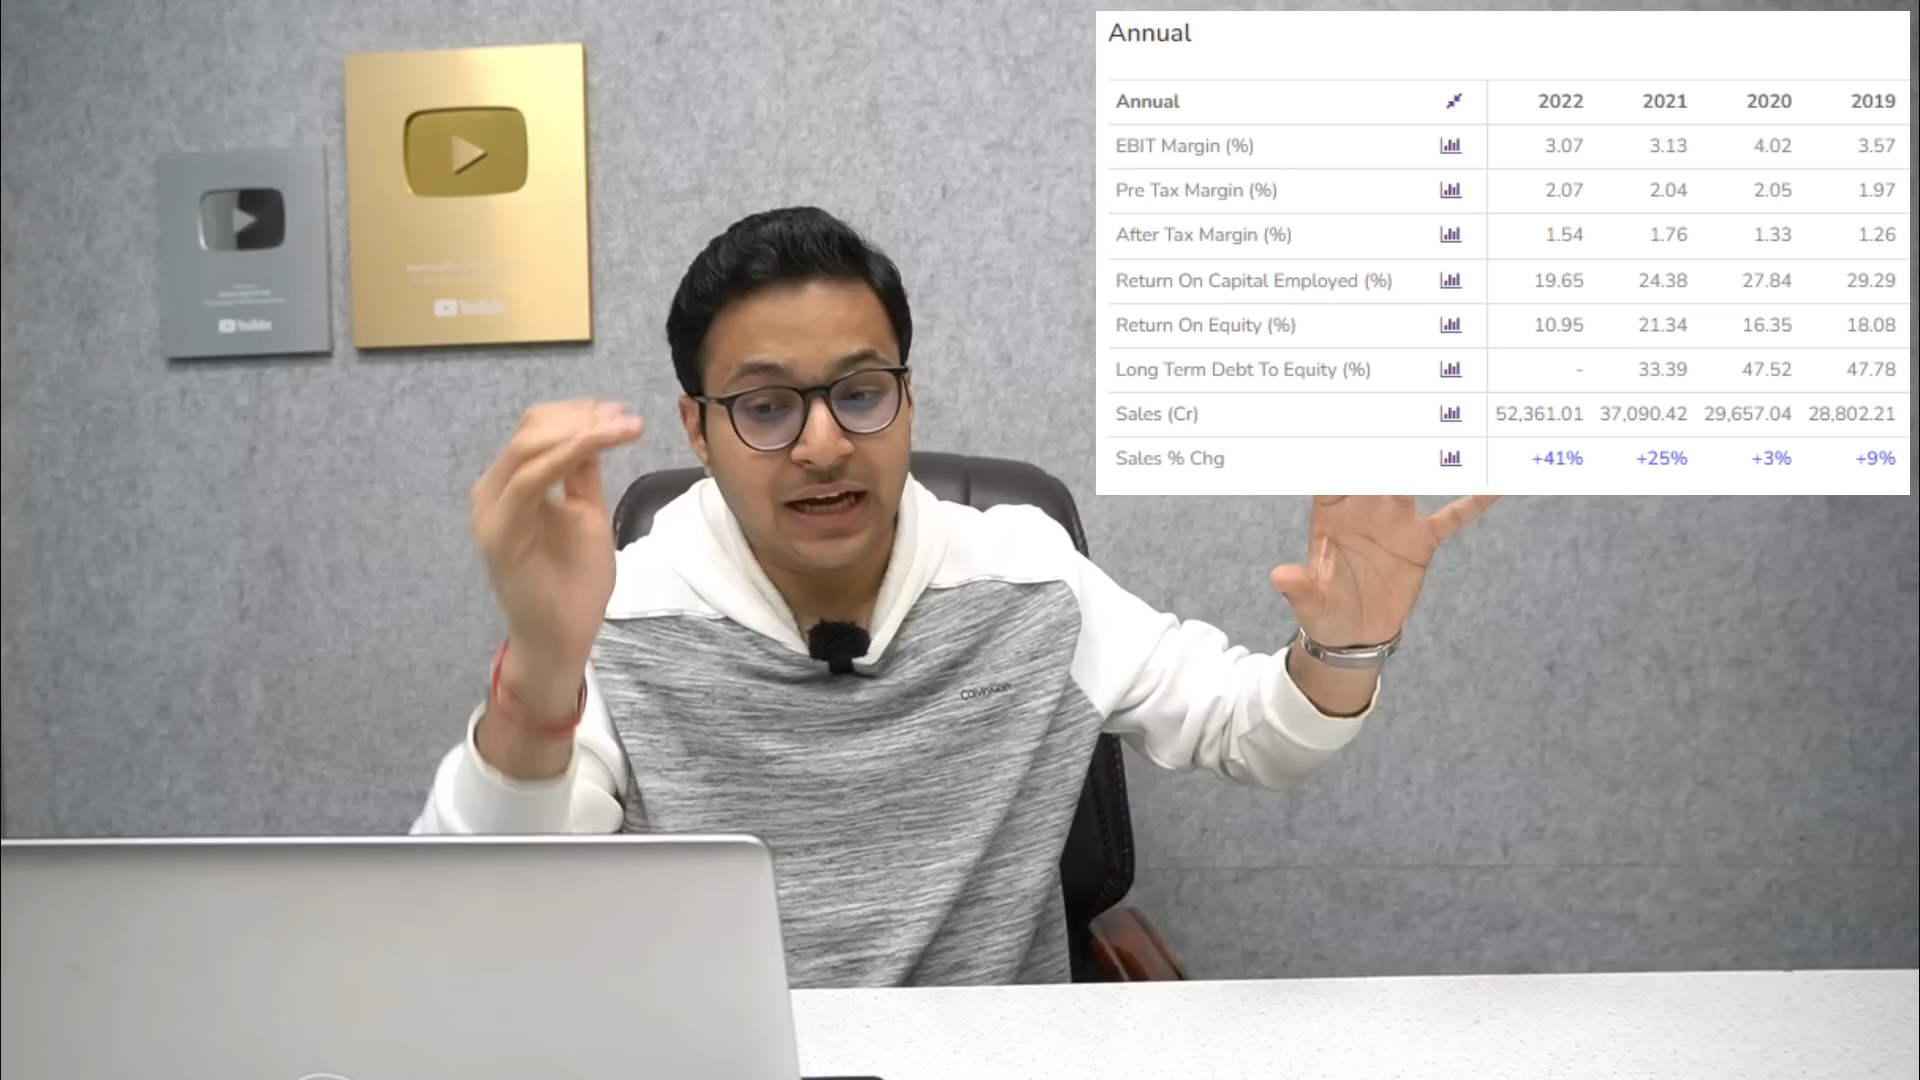 Annual
Annual 2022 2021 2020 2019
EBIT Margin (%) 3.07 3.13 4.02 3.57
Pre Tax Margin (%) 2.07 2.04 2.05 1.97
After Tax Margin (%) 1.54 1.76 1.33 1.26
Return On Capital Employed (%) 19.65 24.38 27.84 29.29
Return On Equity (%) 10.95 21.34 16.35 18.08
Long Term Debt To Equity (%) - 33.39 47.52 47.78
Sales (Cr) 52,361.01 37,090.42 29,657.04 28,802.21
Sales % Chg +41% +25% +3% +9%
YouTube
YouTube
Calvin Klein